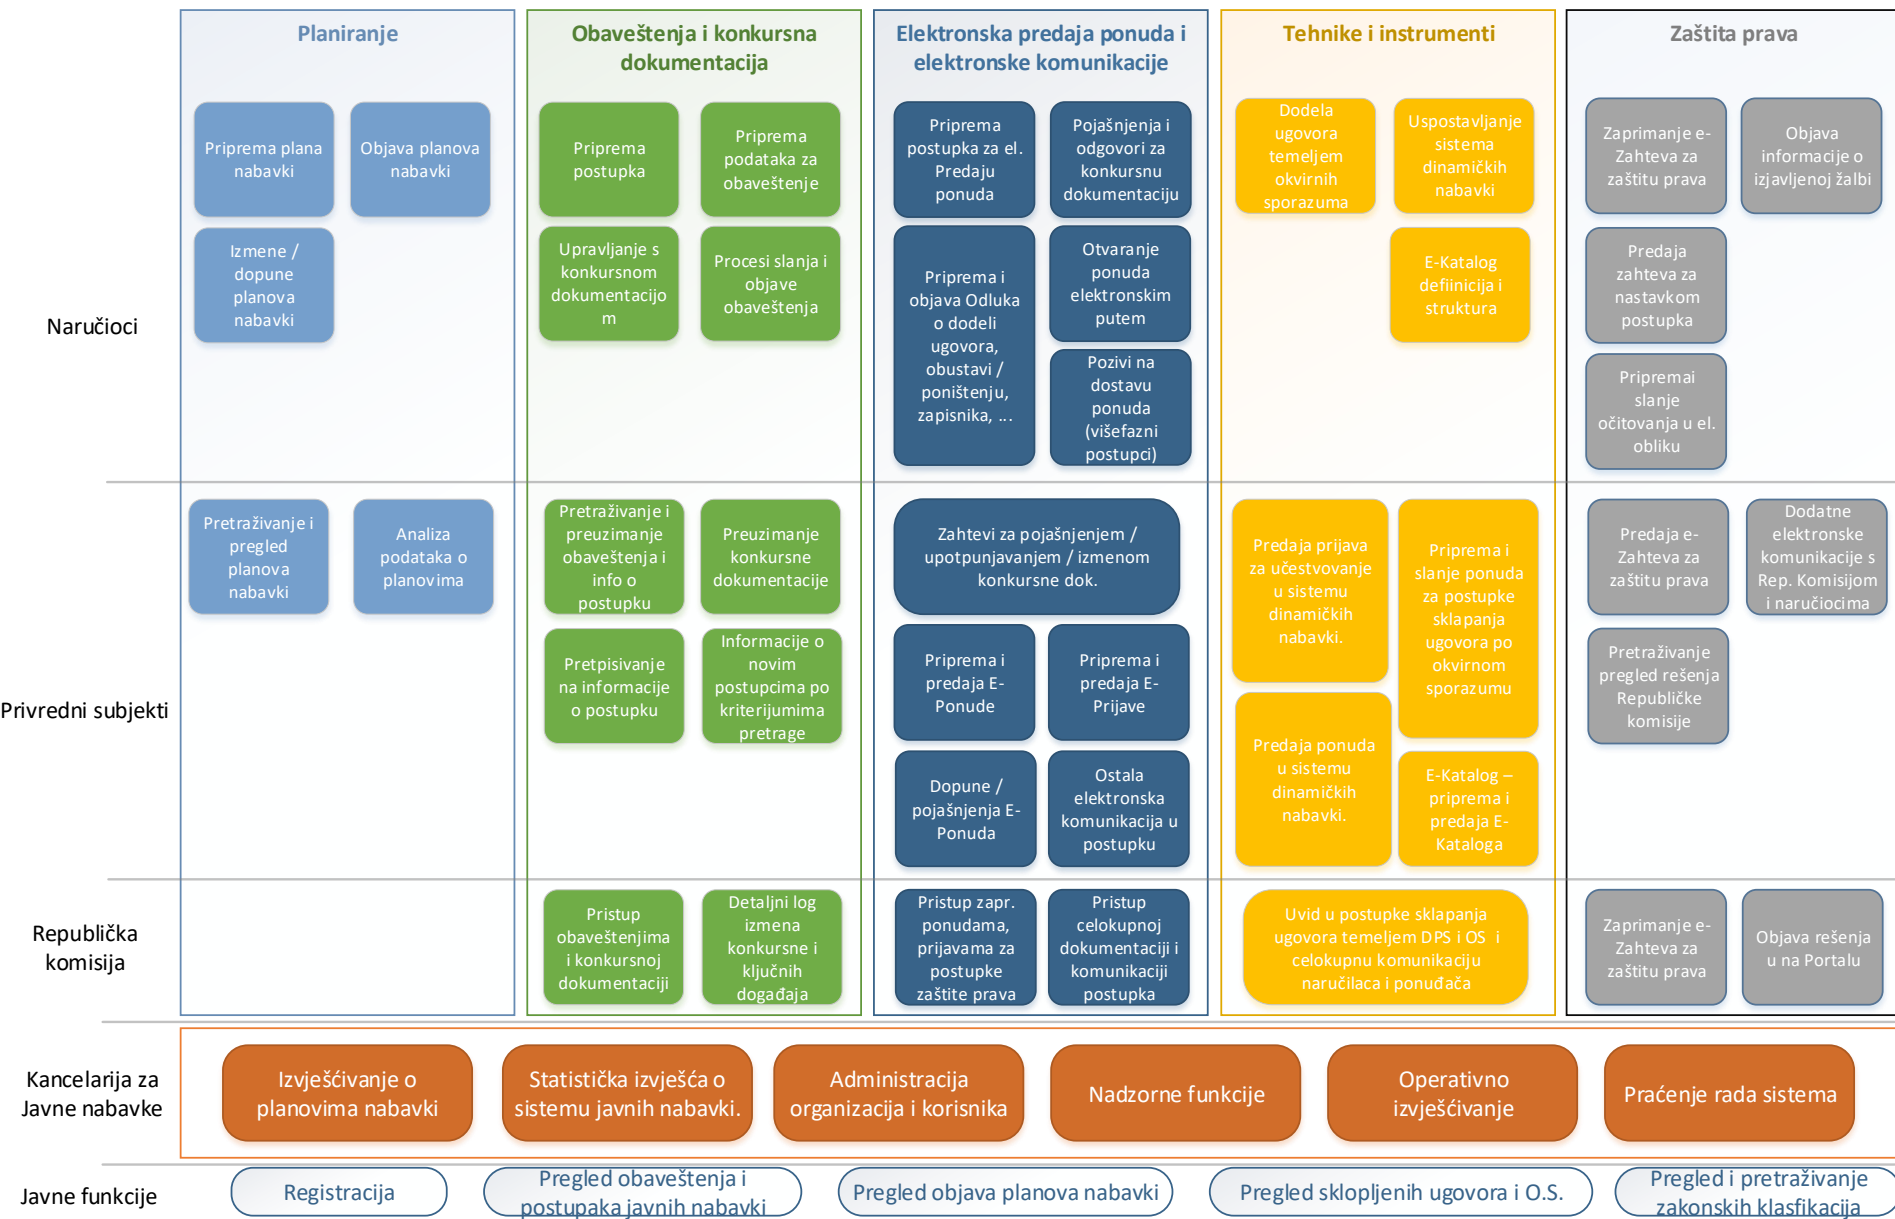 Planiranje
Obaveštenja i konkursna
dokumentacija
Elektronska predaja ponuda i
elektronske komunikacije
Tehnike i instrumenti
Zaštita prava
Naručioci
Priprema plana
nabavki
Objava planova
nabavki
Izmene /
dopune
planova
nabavki
Priprema
postupka
Priprema
podataka za
obaveštenje
Upravljanje s
konkursnom
dokumentacijo
m
Procesi slanja i
objave
obaveštenja
Priprema
postupka za el.
Predaju
ponuda
Pojašnjenja i
odgovori za
konkursnu
dokumentaciju
Priprema i
objava Odluka
o dodeli
ugovora,
obustavi /
poništenju,
zapisnika, ...
Otvaranje
ponuda
elektronskim
putem
Pozivi na
dostavu
ponuda
(višefazni
postupci)
Dodela
ugovora
temeljem
okvirnih
sporazuma
Uspostavljanje
sistema
dinamičkih
nabavki
E-Katalog
defiinicija i
struktura
Zaprimanje e-
Zahteva za
zaštitu prava
Objava
informacije o
izjavljenoj žalbi
Predaja
zahteva za
nastavkom
postupka
Pripremai
slanje
očitovanja u el.
obliku
Privredni subjekti
Pretraživanje i
pregled
planova
nabavki
Analiza
podataka o
planovima
Pretraživanje i
preuzimanje
obaveštenja i
info o
postupku
Preuzimanje
konkursne
dokumentacije
Pretpisivanje
na informacije
o postupku
Informacije o
novim
postupcima po
kriterijumima
pretrage
Zahtevi za pojašnjenjem /
upotpunjavanjem / izmenom
konkursne dok.
Priprema i
predaja E-
Ponude
Priprema i
predaja E-
Prijave
Dopune /
pojašnjenja E-
Ponuda
Ostala
elektronska
komunikacija u
postupku
Predaja prijava
za učestvovanje
u sistemu
dinamičkih
nabavki.
Priprema i
slanje ponuda
za postupke
sklapanja
ugovora po
okvirnom
sporazumu
Predaja ponuda
u sistemu
dinamičkih
nabavki.
E-Katalog –
priprema i
predaja E-
Kataloga
Predaja e-
Zahteva za
zaštitu prava
Dodatne
elektronske
komunikacije s
Rep. Komisijom
i naručiocima
Pretraživanje
pregled rešenja
Republičke
komisije
Republička
komisija
Pristup
obaveštenjima
i konkursnoj
dokumentaciji
Detaljni log
izmena
konkursne i
ključnih
događaja
Pristup zapr.
ponudama,
prijavama za
postupke
zaštite prava
Pristup
celokupnoj
dokumentaciji i
komunikaciji
postupka
Uvid u postupke sklapanja
ugovora temeljem DPS i OS i
celokupnu komunikaciju
naručilaca i ponuđača
Zaprimanje e-
Zahteva za
zaštitu prava
Objava rešenja
u na Portalu
Kancelarija za
Javne nabavke
Izvješćivanje o
planovima nabavki
Statistička izvješća o
sistemu javnih nabavki.
Administracija
organizacija i korisnika
Nadzorne funkcije
Operativno
izvješćivanje
Praćenje rada sistema
Javne funkcije
Registracija
Pregled obaveštenja i
postupaka javnih nabavki
Pregled objava planova nabavki
Pregled sklopljenih ugovora i O.S.
Pregled i pretraživanje
zakonskih klasfikacija